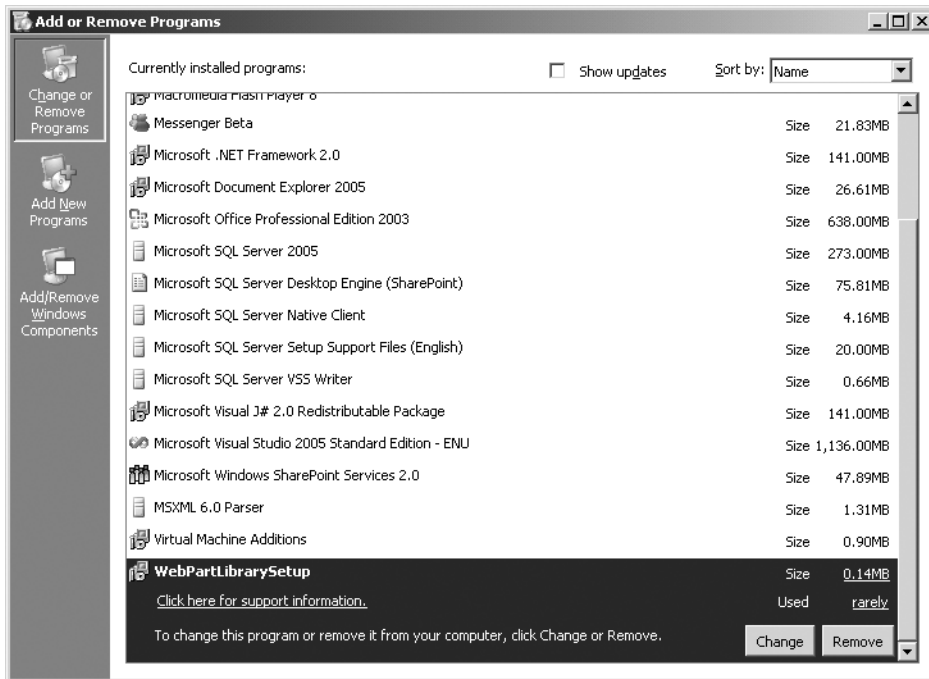 Add or Remove Programs
Change or
Remove
Programs
Add New
Programs
Add/Remove
Windows
Components
Currently installed programs:
Show updates
Sort by: Name
Macromedia Flash Player 8
Messenger Beta Size 21.83MB
Microsoft .NET Framework 2.0 Size 141.00MB
Microsoft Document Explorer 2005 Size 26.61MB
Microsoft Office Professional Edition 2003 Size 638.00MB
Microsoft SQL Server 2005 Size 273.00MB
Microsoft SQL Server Desktop Engine (SharePoint) Size 75.81MB
Microsoft SQL Server Native Client Size 4.16MB
Microsoft SQL Server Setup Support Files (English) Size 20.00MB
Microsoft SQL Server VSS Writer Size 0.66MB
Microsoft Visual J# 2.0 Redistributable Package Size 141.00MB
Microsoft Visual Studio 2005 Standard Edition - ENU Size 1,136.00MB
Microsoft Windows SharePoint Services 2.0 Size 47.89MB
MSXML 6.0 Parser Size 1.31MB
Virtual Machine Additions Size 0.90MB
WebPartLibrarySetup Size 0.14MB
Click here for support information. Used rarely
To change this program or remove it from your computer, click Change or Remove. Change Remove